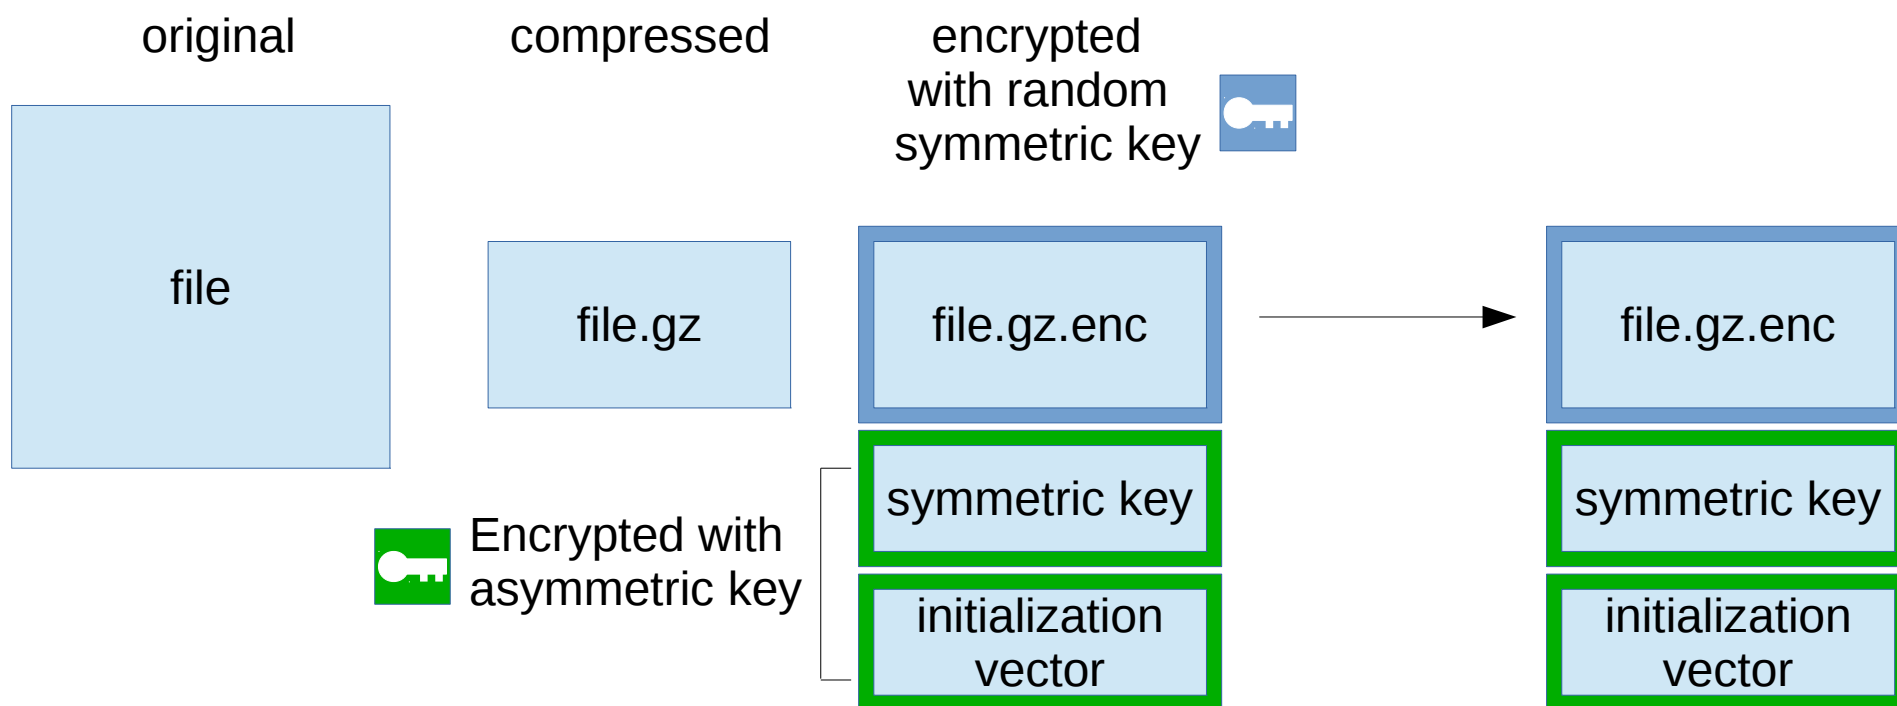 original
compressed
encrypted
with random
symmetric key
file
file.gz
file.gz.enc
file.gz.enc
symmetric key
symmetric key
Encrypted with
asymmetric key
initialization
vector
initialization
vector